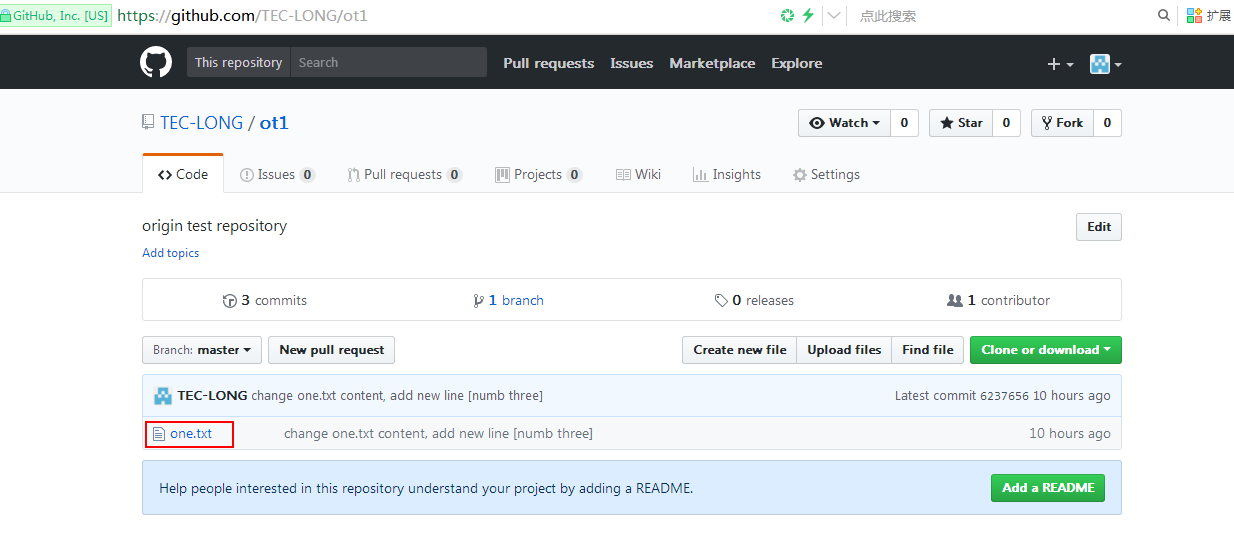 GitHub, Inc. [US] https://github.com/TEC-LONG/ot1 点此搜索 扩展
This repository Search Pull requests Issues Marketplace Explore
TEC-LONG / ot1 Watch 0 Star 0 Fork 0
Code Issues 0 Pull requests 0 Projects 0 Wiki Insights Settings
origin test repository Edit
Add topics
3 commits 1 branch 0 releases 1 contributor
Branch: master New pull request Create new file Upload files Find file Clone or download
TEC-LONG change one.txt content, add new line [numb three] Latest commit 6237656 10 hours ago
one.txt change one.txt content, add new line [numb three] 10 hours ago
Help people interested in this repository understand your project by adding a README. Add a README